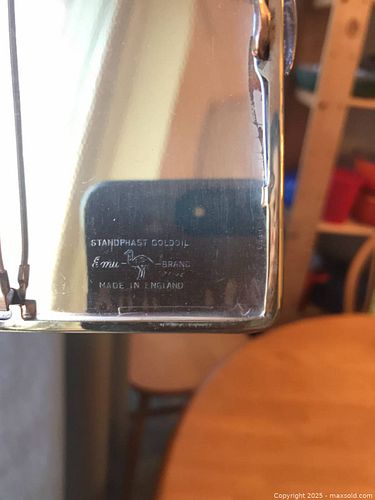 STANDPHAST GOLDOIL
Emu BRAND
MADE IN ENGLAND
Copyright 2025 - maxsold.com